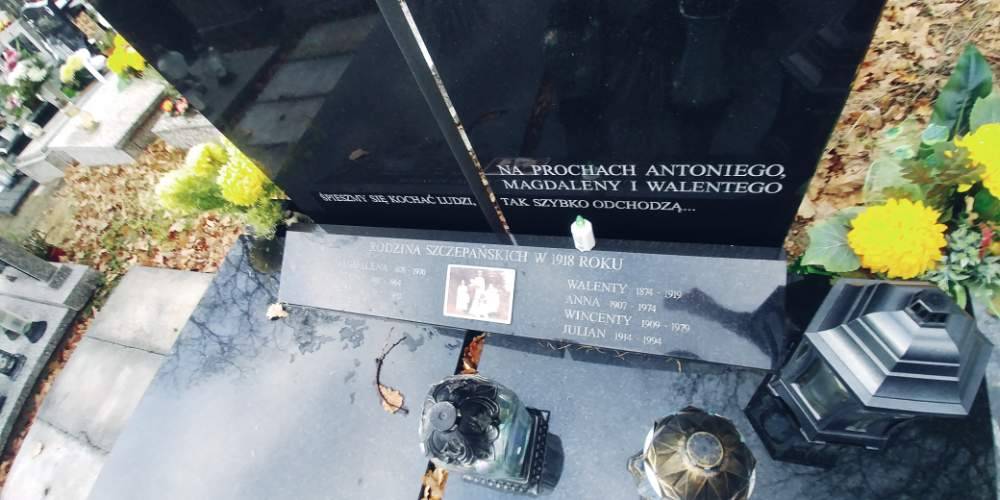 NA PROCHACH ANTONIEGO,
MAGDALENY I WALENTEGO
ŚPIESZMY SIĘ KOCHAĆ LUDZI, TAK SZYBKO ODCHODZĄ...
RODZINA SZCZEPAŃSKICH W 1918 ROKU
WALENTY 1874 - 1919
ANNA 1907 - 1974
WINCENTY 1909 - 1979
JULIAN 1914 - 1994